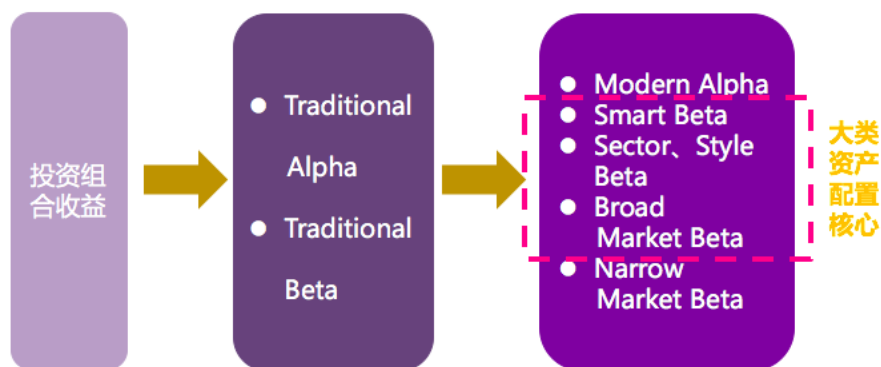 投资组
合收益
● Traditional
Alpha
● Traditional
Beta
● Modern Alpha
● Smart Beta
● Sector、Style
Beta
● Broad
Market Beta
● Narrow
Market Beta
大类
资产
配置
核心